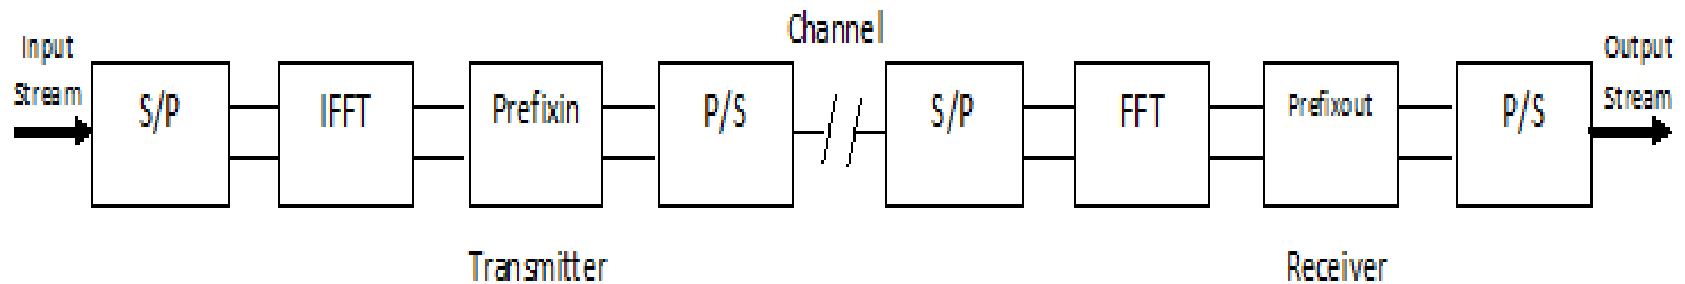 Channel
Input
Stream
S/P
IFFT
Prefixin
P/S
S/P
FFT
Prefixout
P/S
Output
Stream
Transmitter
Receiver